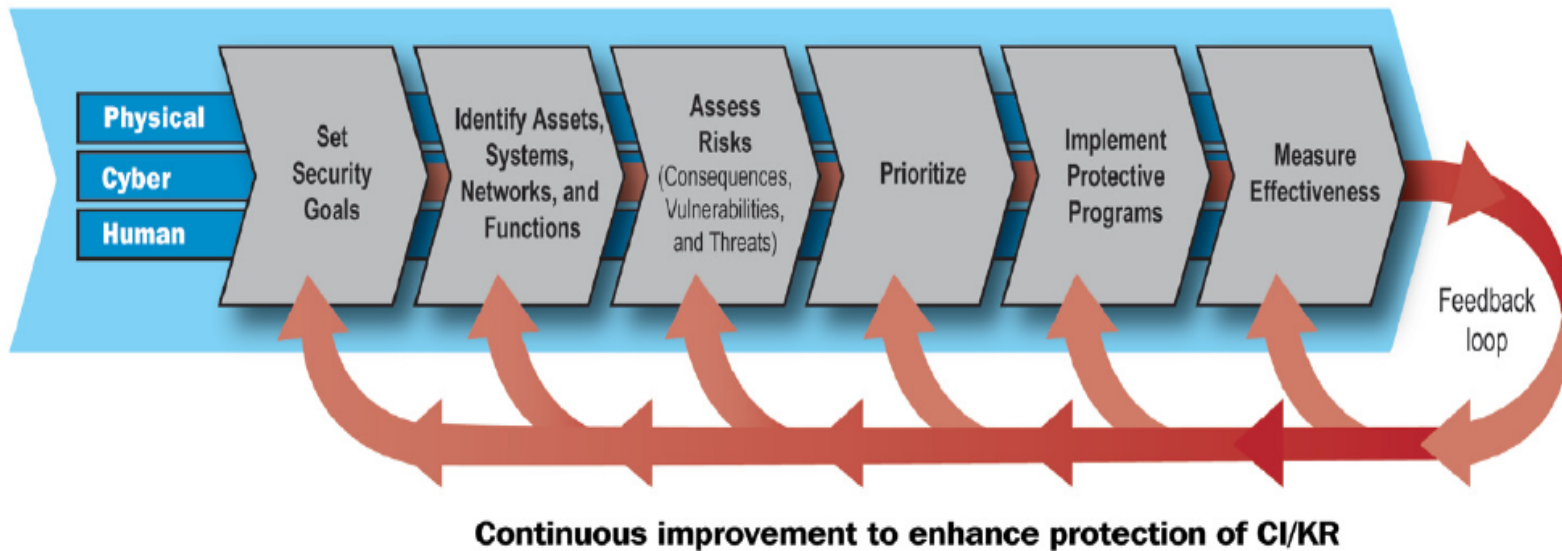 Physical
Cyber
Human
Set
Security
Goals
Identify Assets,
Systems,
Networks, and
Functions
Assess
Risks
(Consequences,
Vulnerabilities,
and Threats)
Prioritize
Implement
Protective
Programs
Measure
Effectiveness
Feedback
loop
Continuous improvement to enhance protection of CI/KR